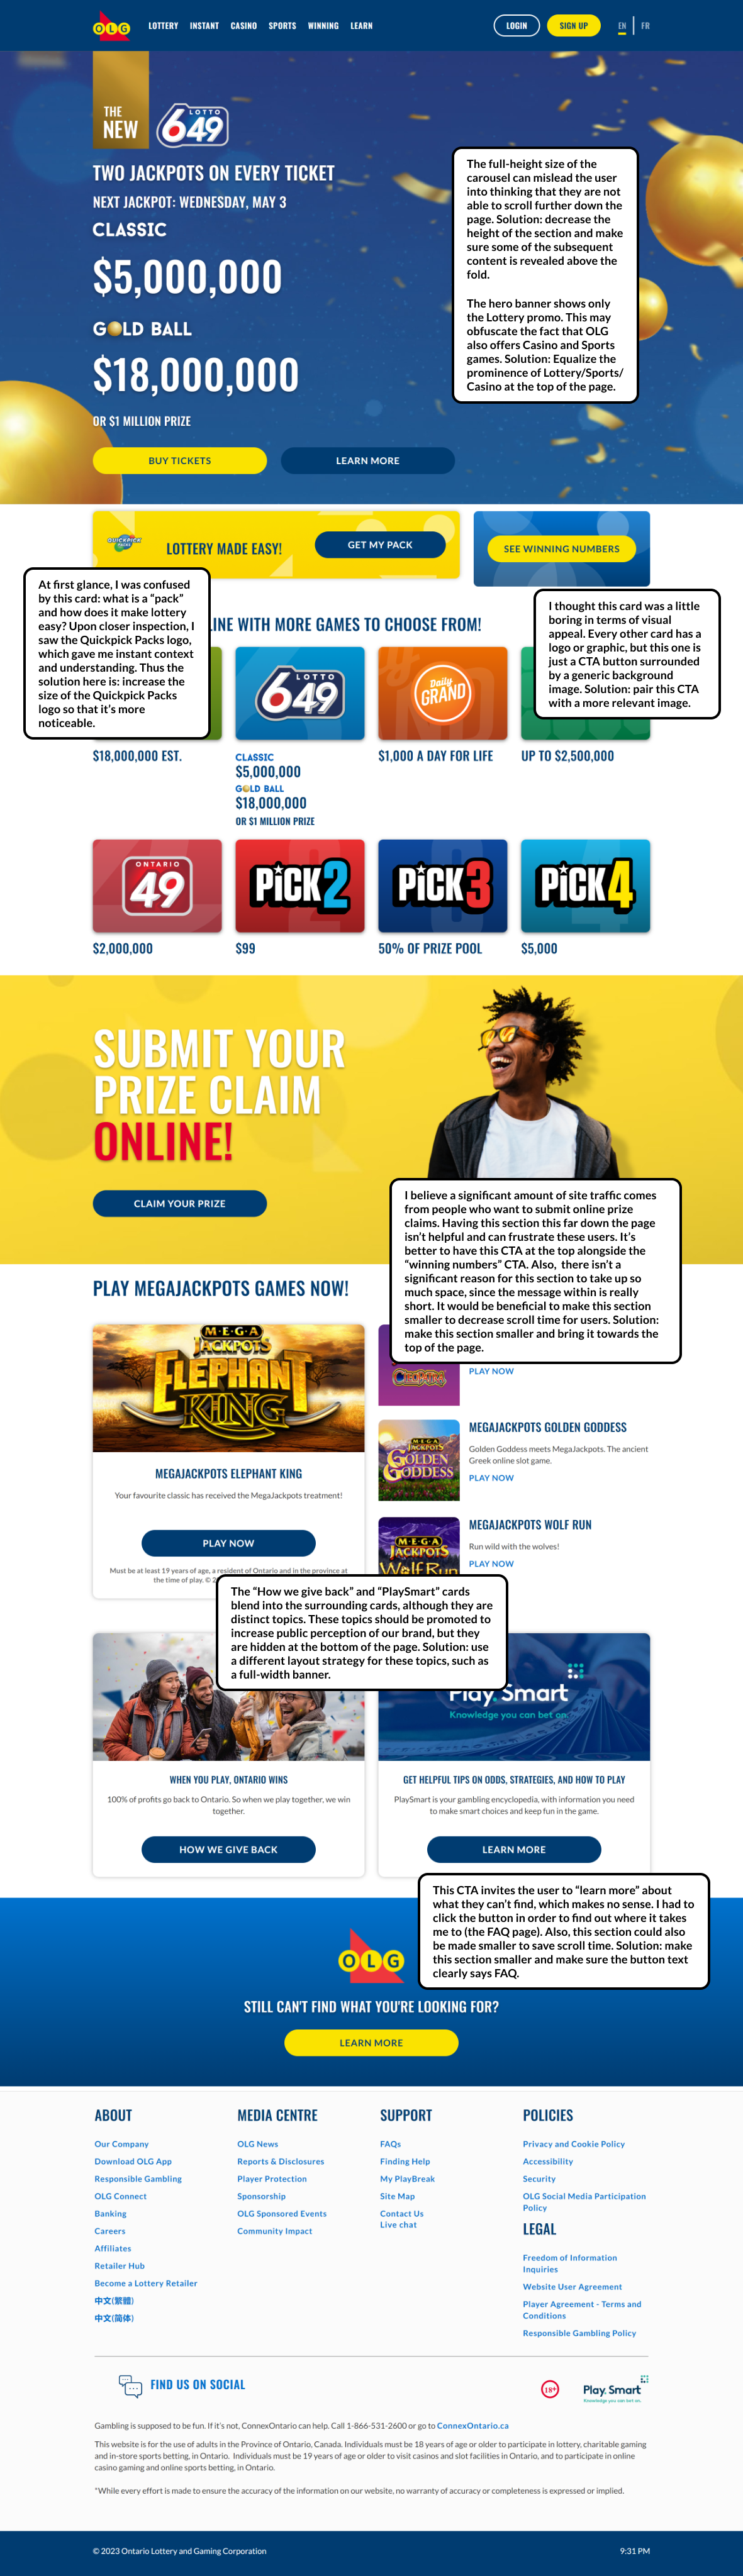 OLG
LOTTERY INSTANT CASINO SPORTS WINNING LEARN
LOGIN
SIGN UP
EN
FR
THE
NEW
LOTTO
649
TWO JACKPOTS ON EVERY TICKET
NEXT JACKPOT: WEDNESDAY, MAY 3
CLASSIC
$5,000,000
GOLD BALL
$18,000,000
OR $1 MILLION PRIZE
BUY TICKETS
LEARN MORE
The full-height size of the
carousel can mislead the user
into thinking that they are not
able to scroll further down the
page. Solution: decrease the
height of the section and make
sure some of the subsequent
content is revealed above the
fold.
The hero banner shows only
the Lottery promo. This may
obfuscate the fact that OLG
also offers Casino and Sports
games. Solution: Equalize the
prominence of Lottery/Sports/
Casino at the top of the page.
QUICKPICK
PACKS
LOTTERY MADE EASY!
GET MY PACK
SEE WINNING NUMBERS
At first glance, I was confused
by this card: what is a “pack”
and how does it make lottery
easy? Upon closer inspection, I
saw the Quickpick Packs logo,
which gave me instant context
and understanding. Thus the
solution here is: increase the
size of the Quickpick Packs
logo so that it’s more
noticeable.
I thought this card was a little
boring in terms of visual
appeal. Every other card has a
logo or graphic, but this one is
just a CTA button surrounded
by a generic background
image. Solution: pair this CTA
with a more relevant image.
LINE WITH MORE GAMES TO CHOOSE FROM!
LOTTO
649
Daily
GRAND
$18,000,000 EST.
CLASSIC
$5,000,000
GOLD BALL
$18,000,000
OR $1 MILLION PRIZE
$1,000 A DAY FOR LIFE
UP TO $2,500,000
ONTARIO
49
PICK2
PICK3
PICK4
$2,000,000
$99
50% OF PRIZE POOL
$5,000
SUBMIT YOUR
PRIZE CLAIM
ONLINE!
CLAIM YOUR PRIZE
I believe a significant amount of site traffic comes
from people who want to submit online prize
claims. Having this section this far down the page
isn’t helpful and can frustrate these users. It’s
better to have this CTA at the top alongside the
“winning numbers” CTA. Also,  there isn’t a
significant reason for this section to take up so
much space, since the message within is really
short. It would be beneficial to make this section
smaller to decrease scroll time for users. Solution:
make this section smaller and bring it towards the
top of the page.
PLAY MEGAJACKPOTS GAMES NOW!
MEGA
JACKPOTS
ELEPHANT
KING
MEGAJACKPOTS ELEPHANT KING
Your favourite classic has received the MegaJackpots treatment!
PLAY NOW
Must be at least 19 years of age, a resident of Ontario and in the province at
the time of play. © 2
CLEOPATRA
PLAY NOW
MEGA
JACKPOTS
GOLDEN
GODDESS
MEGAJACKPOTS GOLDEN GODDESS
Golden Goddess meets MegaJackpots. The ancient
Greek online slot game.
PLAY NOW
MEGA
JACKPOTS
Wolf Run
MEGAJACKPOTS WOLF RUN
Run wild with the wolves!
PLAY NOW
The “How we give back” and “PlaySmart” cards
blend into the surrounding cards, although they are
distinct topics. These topics should be promoted to
increase public perception of our brand, but they
are hidden at the bottom of the page. Solution: use
a different layout strategy for these topics, such as
a full-width banner.
Play Smart
Knowledge you can bet on.
WHEN YOU PLAY, ONTARIO WINS
100% of profits go back to Ontario. So when we play together, we win
together.
HOW WE GIVE BACK
GET HELPFUL TIPS ON ODDS, STRATEGIES, AND HOW TO PLAY
PlaySmart is your gambling encyclopedia, with information you need
to make smart choices and keep fun in the game.
LEARN MORE
This CTA invites the user to “learn more” about
what they can’t find, which makes no sense. I had to
click the button in order to find out where it takes
me to (the FAQ page). Also, this section could also
be made smaller to save scroll time. Solution: make
this section smaller and make sure the button text
clearly says FAQ.
OLG
STILL CAN'T FIND WHAT YOU'RE LOOKING FOR?
LEARN MORE
ABOUT
Our Company
Download OLG App
Responsible Gambling
OLG Connect
Banking
Careers
Affiliates
Retailer Hub
Become a Lottery Retailer
中文(繁體)
中文(简体)
MEDIA CENTRE
OLG News
Reports & Disclosures
Player Protection
Sponsorship
OLG Sponsored Events
Community Impact
SUPPORT
FAQs
Finding Help
My PlayBreak
Site Map
Contact Us
Live chat
POLICIES
Privacy and Cookie Policy
Accessibility
Security
OLG Social Media Participation
Policy
LEGAL
Freedom of Information
Inquiries
Website User Agreement
Player Agreement - Terms and
Conditions
Responsible Gambling Policy
FIND US ON SOCIAL
18+
Play Smart
Knowledge you can bet on.
Gambling is supposed to be fun. If it's not, ConnexOntario can help. Call 1-866-531-2600 or go to ConnexOntario.ca
This website is for the use of adults in the Province of Ontario, Canada. Individuals must be 18 years of age or older to participate in lottery, charitable gaming
and in-store sports betting, in Ontario.  Individuals must be 19 years of age or older to visit casinos and slot facilities in Ontario, and to participate in online
casino gaming and online sports betting, in Ontario.
*While every effort is made to ensure the accuracy of the information on our website, no warranty of accuracy or completeness is expressed or implied.
© 2023 Ontario Lottery and Gaming Corporation
9:31 PM